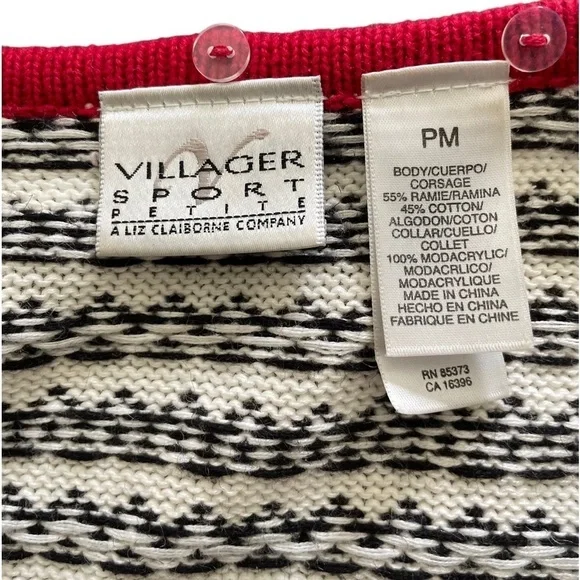 VILLAGER
SPORT
PETITE
A LIZ CLAIBORNE COMPANY
PM
BODY/CUERPO/
CORSAGE
55% RAMIE/RAMINA
45% COTTON/
ALGODON/COTON
COLLAR/CUELLO/
COLLET
100% MODACRYLIC/
MODACRILICO/
MODACRYLIQUE
MADE IN CHINA
HECHO EN CHINA
FABRIQUE EN CHINE
RN 85373
CA 16396